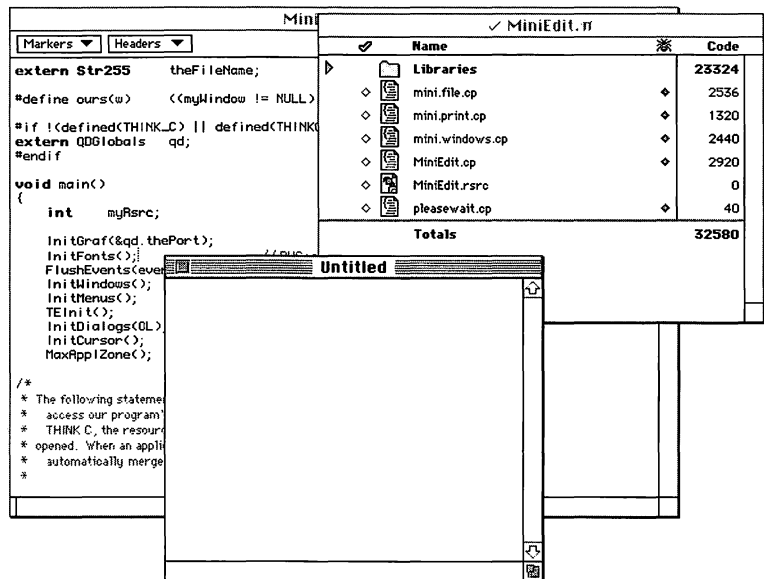 Mini
Markers ▼ Headers ▼
extern Str255 theFileName;
#define ours(w) ((myWindow != NULL)
#if !(defined(THINK_C) || defined(THINK
extern QDGlobals qd;
#endif
void main()
{
int myRsrc;
InitGraf(&qd.thePort);
InitFonts();
FlushEvents(ever
InitWindows();
InitMenus();
TEInit();
InitDialogs(0L)
InitCursor();
MaxApplZone();
/*
* The following stateme
* access our program'
* THINK C, the resour
* opened. When an appli
* automatically merge
*
✓ MiniEdit.π
Name Code
Libraries 23324
mini.file.cp 2536
mini.print.cp 1320
mini.windows.cp 2440
MiniEdit.cp 2920
MiniEdit.rsrc 0
pleasewait.cp 40
Totals 32580
Untitled